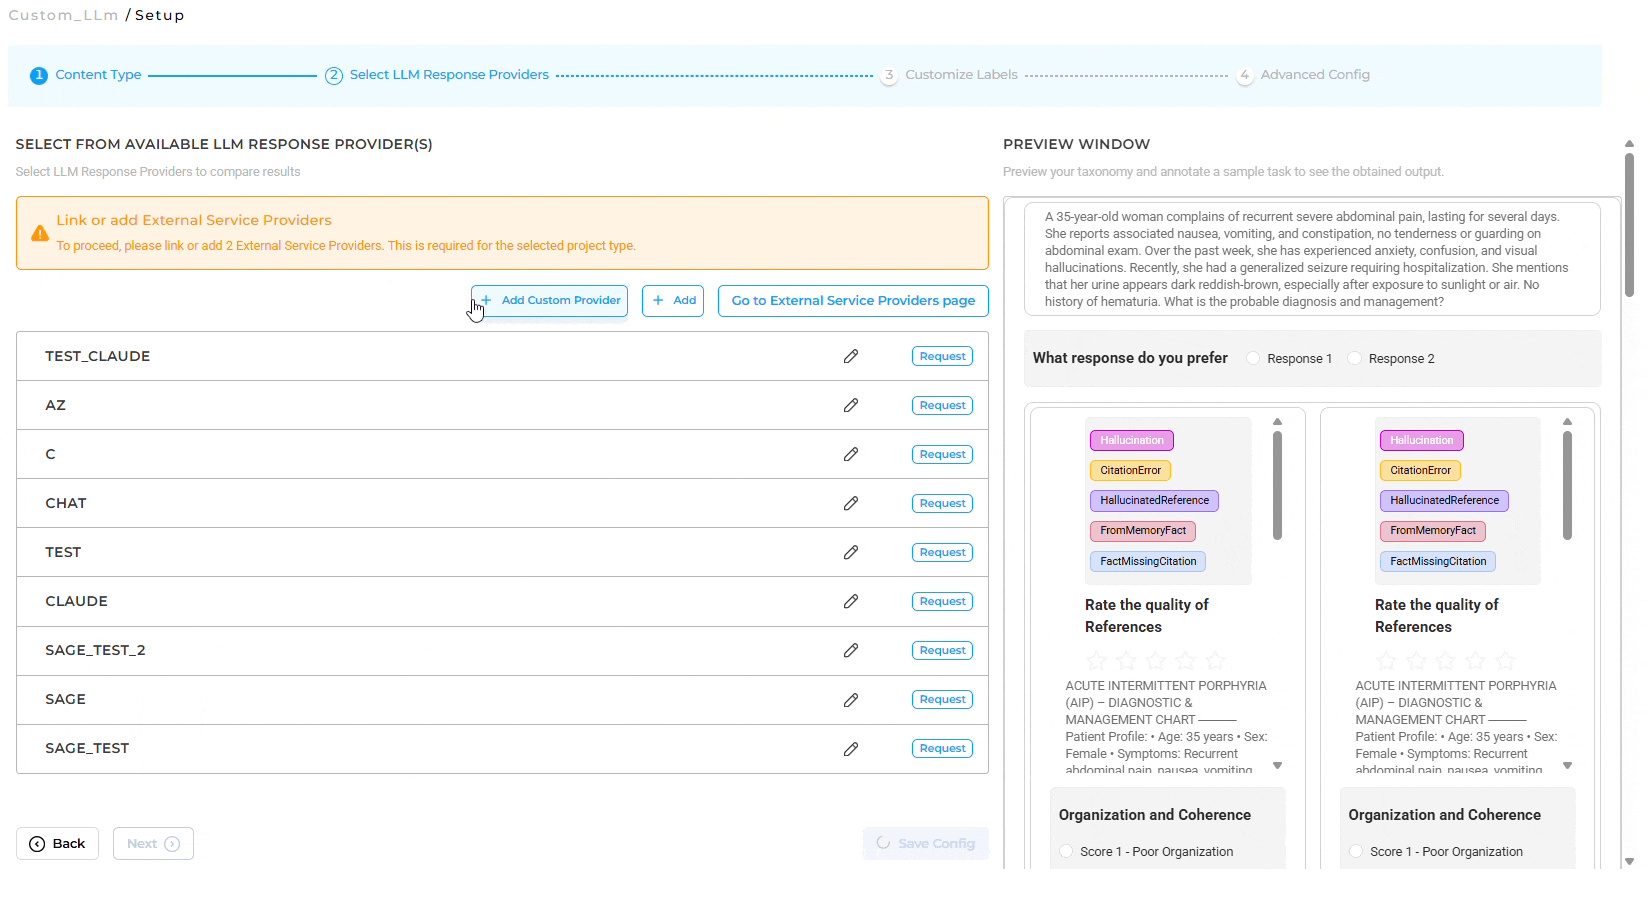 Custom_LLm / Setup
1 Content Type
2 Select LLM Response Providers
3 Customize Labels
4 Advanced Config
SELECT FROM AVAILABLE LLM RESPONSE PROVIDER(S)
Select LLM Response Providers to compare results
Link or add External Service Providers
To proceed, please link or add 2 External Service Providers. This is required for the selected project type.
+ Add Custom Provider
+ Add
Go to External Service Providers page
TEST_CLAUDE Request
AZ Request
C Request
CHAT Request
TEST Request
CLAUDE Request
SAGE_TEST_2 Request
SAGE Request
SAGE_TEST Request
Back
Next
Save Config
PREVIEW WINDOW
Preview your taxonomy and annotate a sample task to see the obtained output.
A 35-year-old woman complains of recurrent severe abdominal pain, lasting for several days.
She reports associated nausea, vomiting, and constipation, no tenderness or guarding on
abdominal exam. Over the past week, she has experienced anxiety, confusion, and visual
hallucinations. Recently, she had a generalized seizure requiring hospitalization. She mentions
that her urine appears dark reddish-brown, especially after exposure to sunlight or air. No
history of hematuria. What is the probable diagnosis and management?
What response do you prefer Response 1 Response 2
Hallucination
CitationError
HallucinatedReference
FromMemoryFact
FactMissingCitation
Rate the quality of
References
ACUTE INTERMITTENT PORPHYRIA
(AIP) – DIAGNOSTIC &
MANAGEMENT CHART ⸻
Patient Profile: • Age: 35 years • Sex:
Female • Symptoms: Recurrent
abdominal pain, nausea, vomiting
Organization and Coherence
Score 1 - Poor Organization
Hallucination
CitationError
HallucinatedReference
FromMemoryFact
FactMissingCitation
Rate the quality of
References
ACUTE INTERMITTENT PORPHYRIA
(AIP) – DIAGNOSTIC &
MANAGEMENT CHART ⸻
Patient Profile: • Age: 35 years • Sex:
Female • Symptoms: Recurrent
abdominal pain, nausea, vomiting
Organization and Coherence
Score 1 - Poor Organization